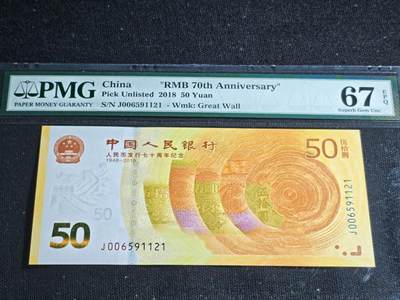 PMG
PAPER MONEY GUARANTY
China "RMB 70th Anniversary"
Pick Unlisted 2018 50 Yuan
S/N J006591121 - Wmk: Great Wall
67 EPQ
Superb Gem Unc
中国人民银行
人民币发行七十周年纪念
1948-2018
50 伍拾圆
50
50
J006591121
J006591121